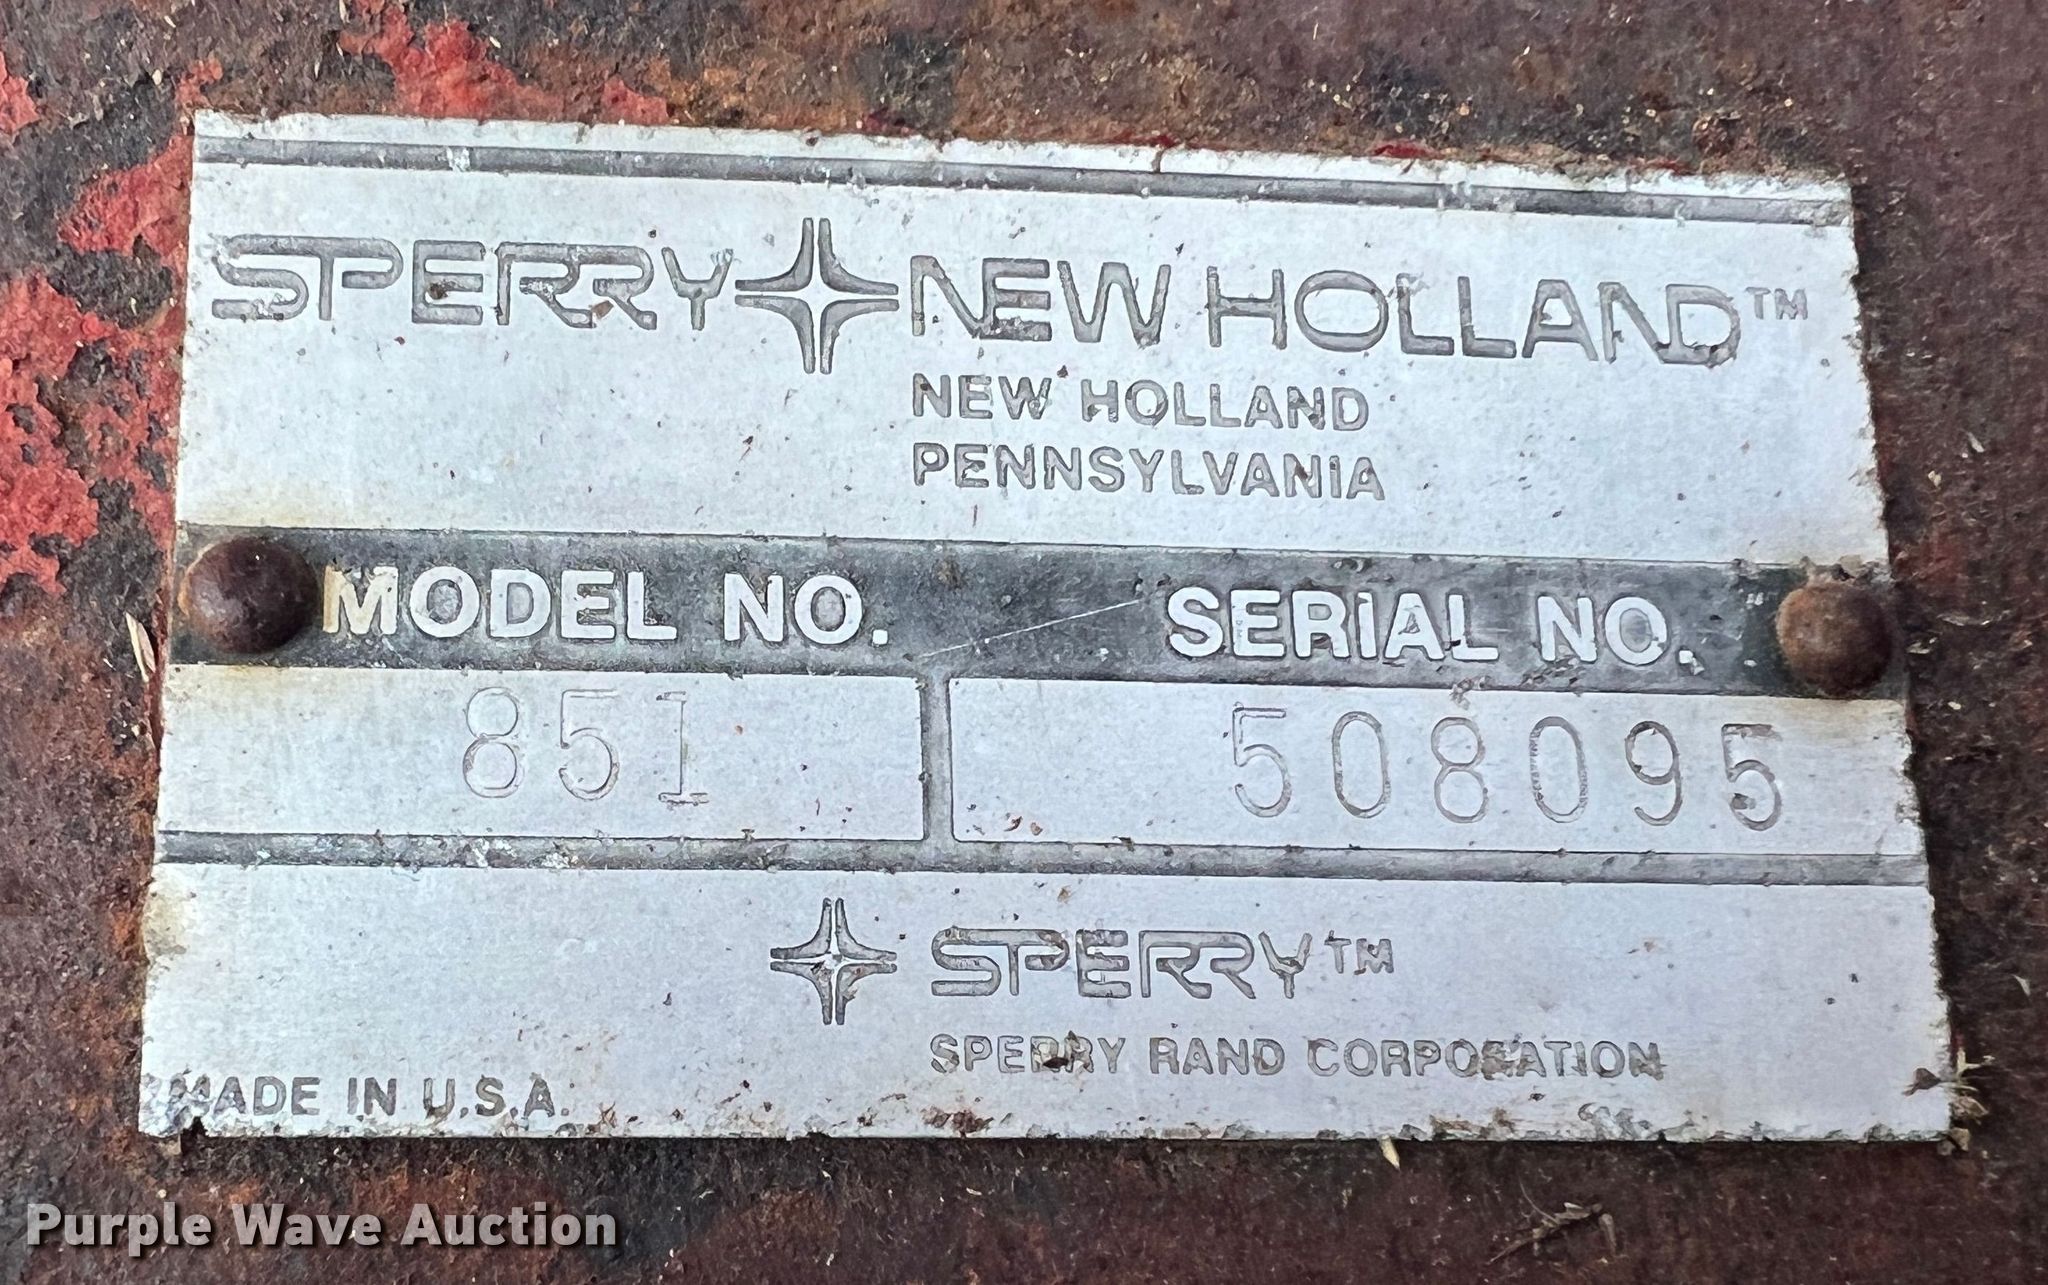 SPERRY NEW HOLLAND™
NEW HOLLAND
PENNSYLVANIA
MODEL NO. SERIAL NO.
851 508095
SPERRY™
SPERRY RAND CORPORATION
MADE IN U.S.A.
Purple Wave Auction